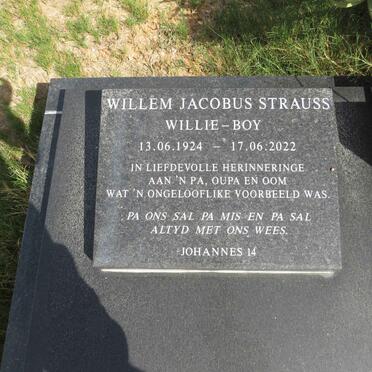 WILLEM JACOBUS STRAUSS
WILLIE – BOY
13.06.1924 – 17.06.2022
IN LIEFDEVOLLE HERINNERINGE
AAN 'N PA, OUPA EN OOM
WAT 'N ONGELOOFLIKE VOORBEELD WAS.
PA ONS SAL PA MIS EN PA SAL
ALTYD MET ONS WEES.
JOHANNES 14